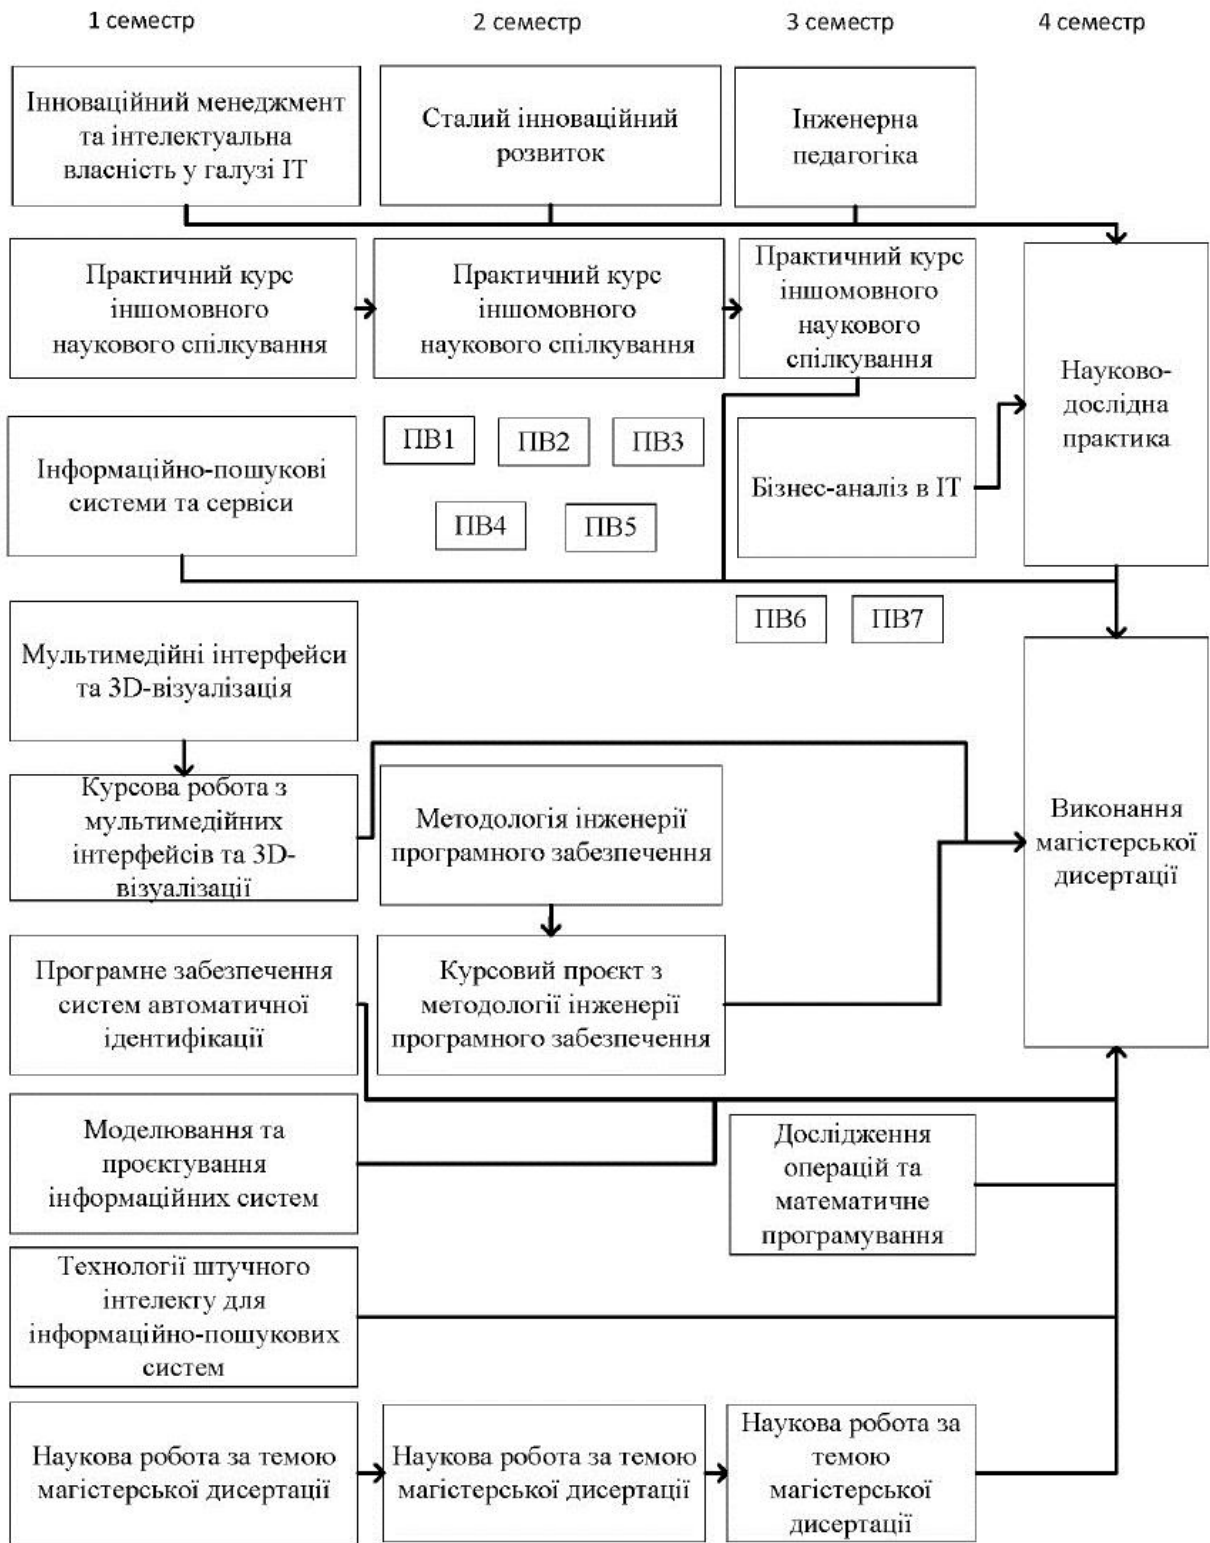 1 семестр
2 семестр
3 семестр
4 семестр
Інноваційний менеджмент
та інтелектуальна
власність у галузі ІТ
Сталий інноваційний
розвиток
Інженерна
педагогіка
Практичний курс
іншомовного
наукового спілкування
Практичний курс
іншомовного
наукового спілкування
Практичний курс
іншомовного
наукового
спілкування
Науково-
дослідна
практика
Інформаційно-пошукові
системи та сервіси
ПВ1
ПВ2
ПВ3
ПВ4
ПВ5
Бізнес-аналіз в ІТ
ПВ6
ПВ7
Мультимедійні інтерфейси
та 3D-візуалізація
Курсова робота з
мультимедійних
інтерфейсів та 3D-
візуалізації
Методологія інженерії
програмного забезпечення
Виконання
магістерської
дисертації
Програмне забезпечення
систем автоматичної
ідентифікації
Курсовий проєкт з
методології інженерії
програмного забезпечення
Моделювання та
проєктування
інформаційних систем
Дослідження
операцій та
математичне
програмування
Технології штучного
інтелекту для
інформаційно-пошукових
систем
Наукова робота за темою
магістерської дисертації
Наукова робота за темою
магістерської дисертації
Наукова робота за
темою
магістерської
дисертації